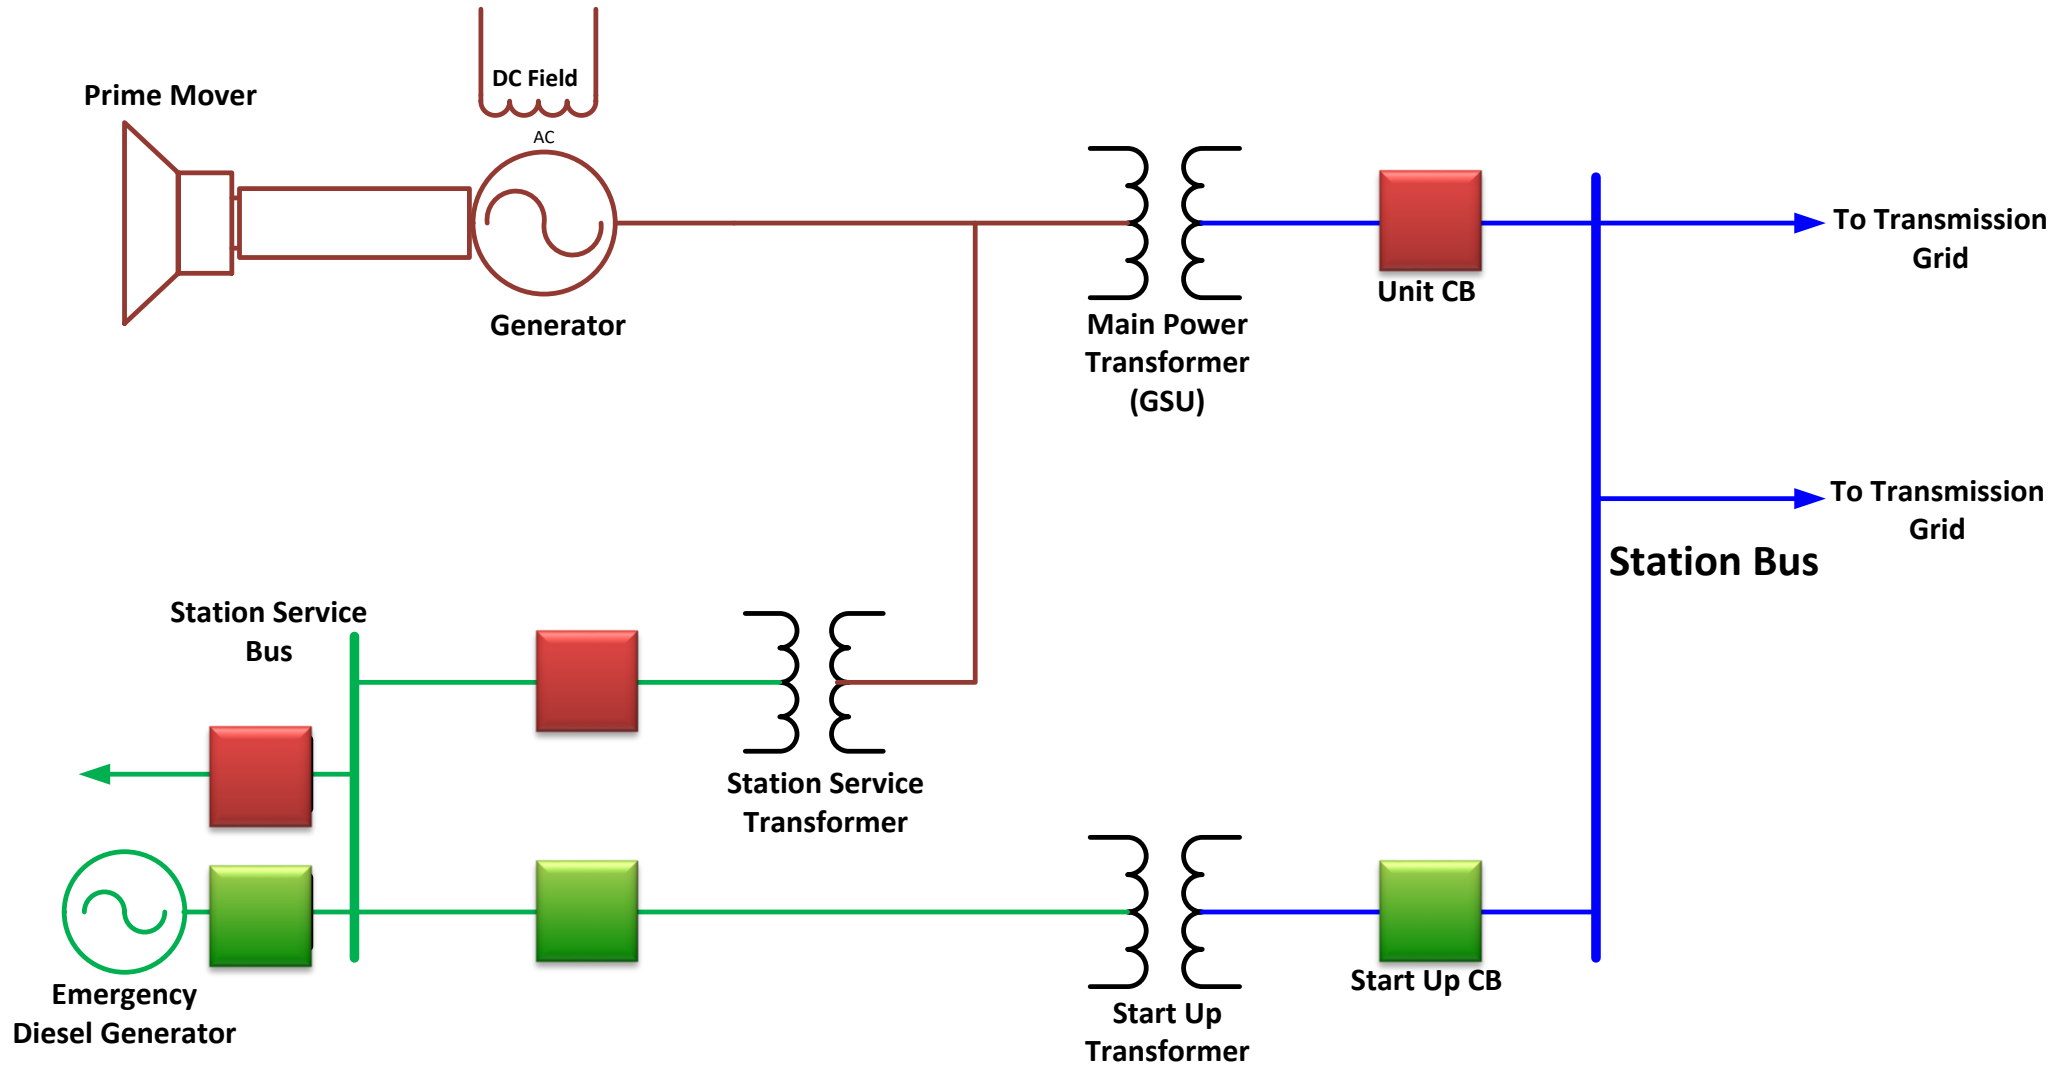 DC Field
Prime Mover
AC
Generator
Main Power
Transformer
(GSU)
Unit CB
To Transmission
Grid
To Transmission
Grid
Station Bus
Station Service
Bus
Station Service
Transformer
Emergency
Diesel Generator
Start Up
Transformer
Start Up CB